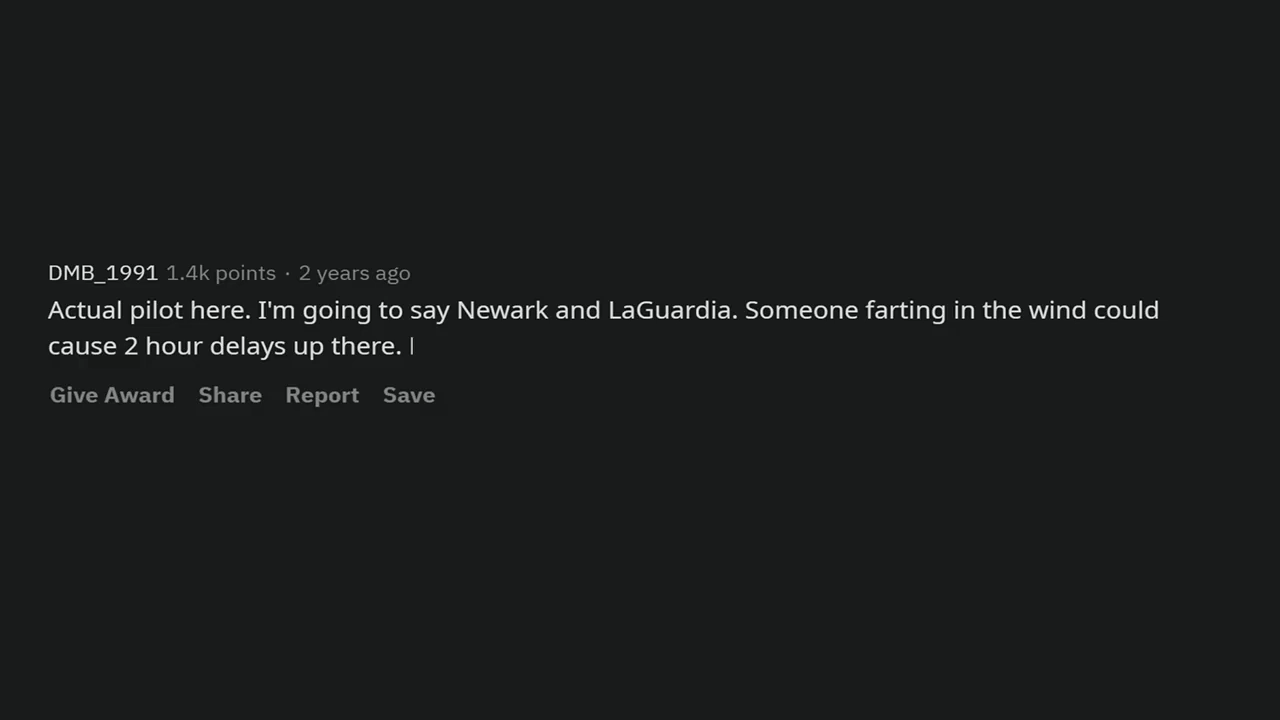 DMB_1991 1.4k points · 2 years ago
Actual pilot here. I'm going to say Newark and LaGuardia. Someone farting in the wind could
cause 2 hour delays up there. |
Give Award Share Report Save